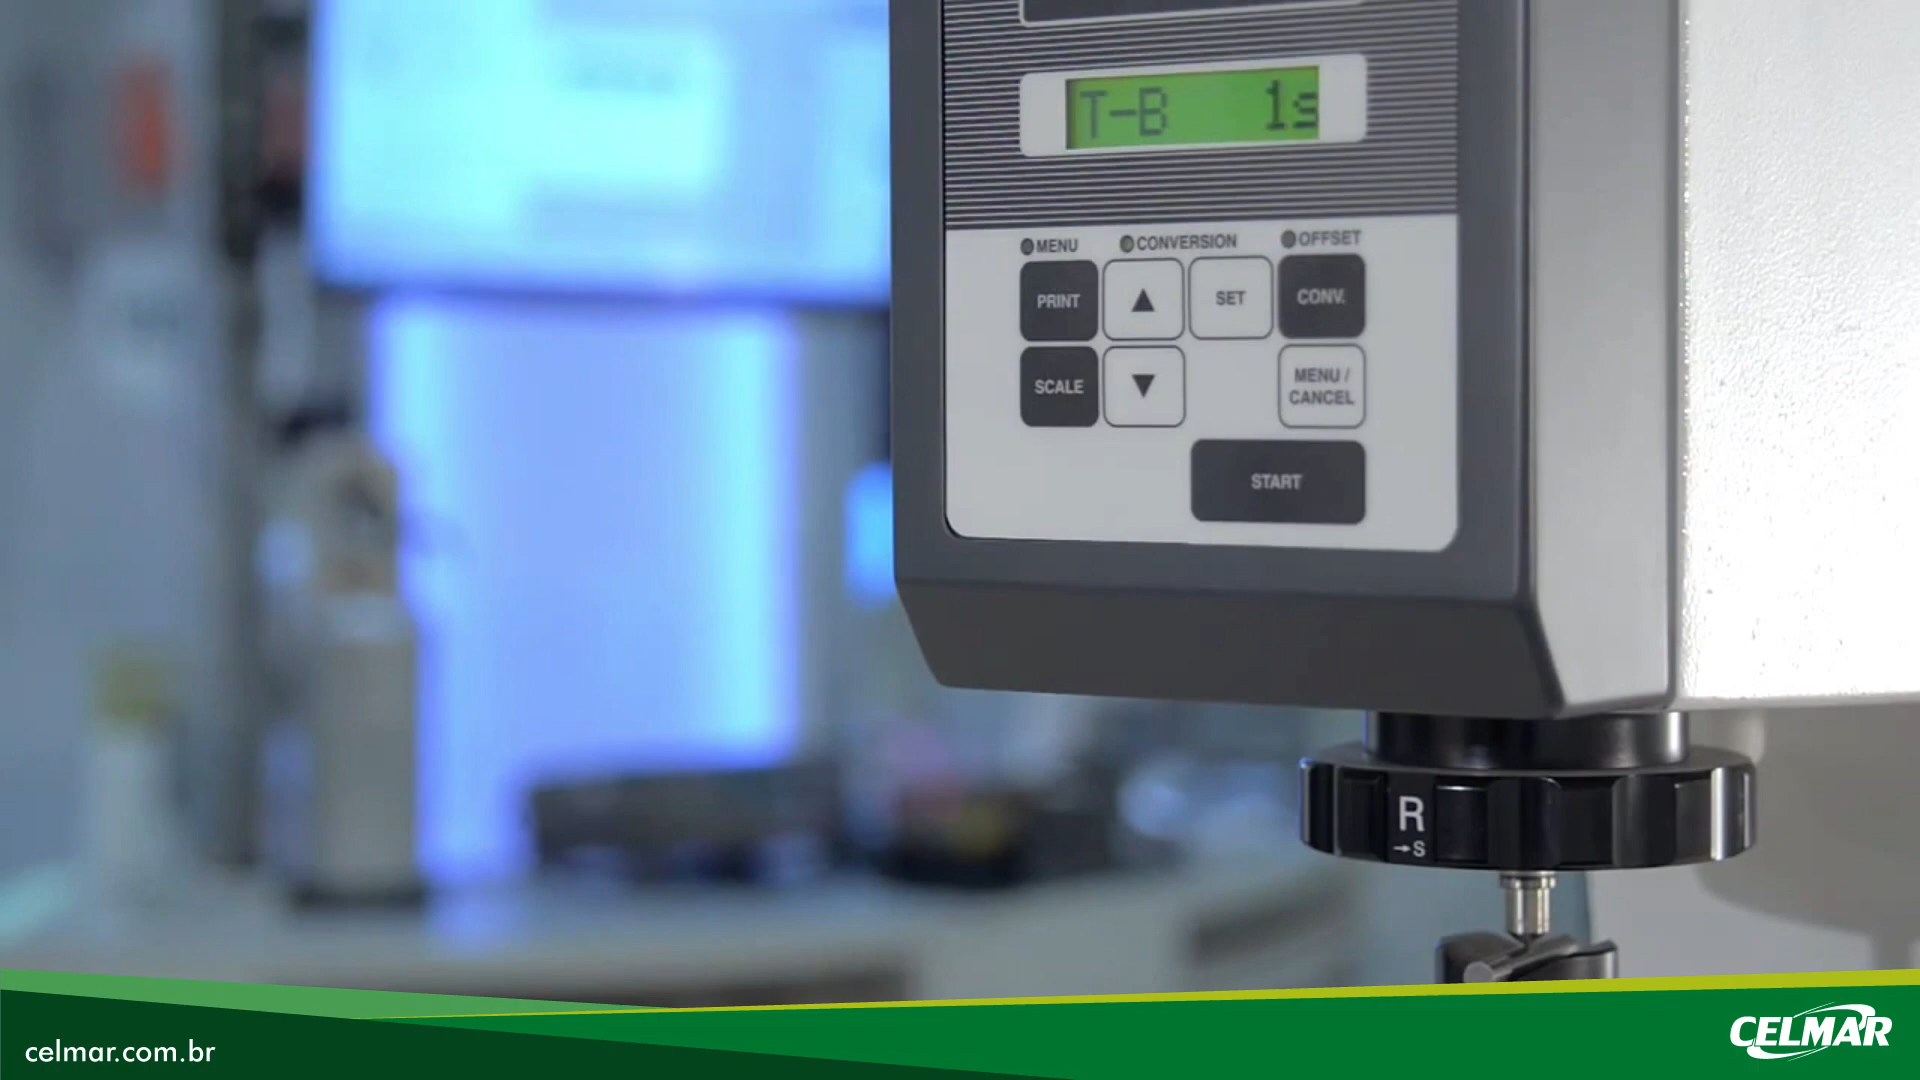 T-B 1s
MENU CONVERSION OFFSET
PRINT ▲ SET CONV.
SCALE ▼ MENU / CANCEL
START
R
→S
celmar.com.br
CELMAR